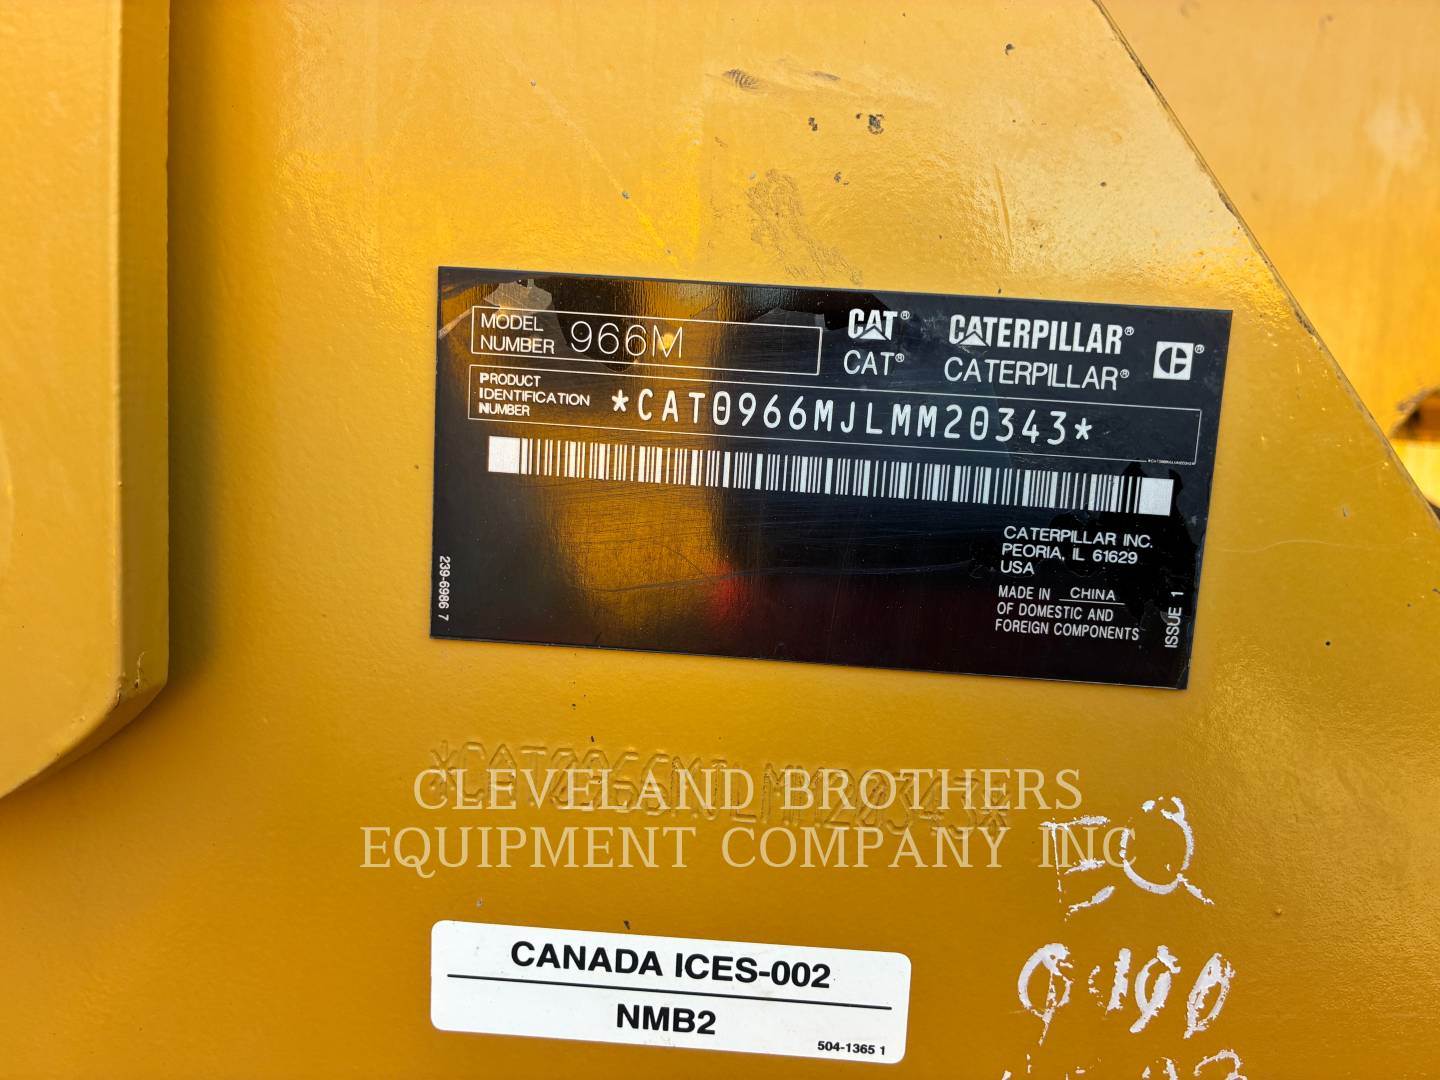 MODEL NUMBER 966M
CAT® CATERPILLAR®
CAT® CATERPILLAR®
PRODUCT IDENTIFICATION NUMBER *CAT0966MJLMM20343*
CATERPILLAR INC.
PEORIA, IL 61629
USA
MADE IN CHINA
OF DOMESTIC AND
FOREIGN COMPONENTS
239-6986 7
ISSUE 1
*CAT0966MJLMM20343*
CLEVELAND BROTHERS
EQUIPMENT COMPANY INC
EQ
CANADA ICES-002
NMB2
504-1365 1